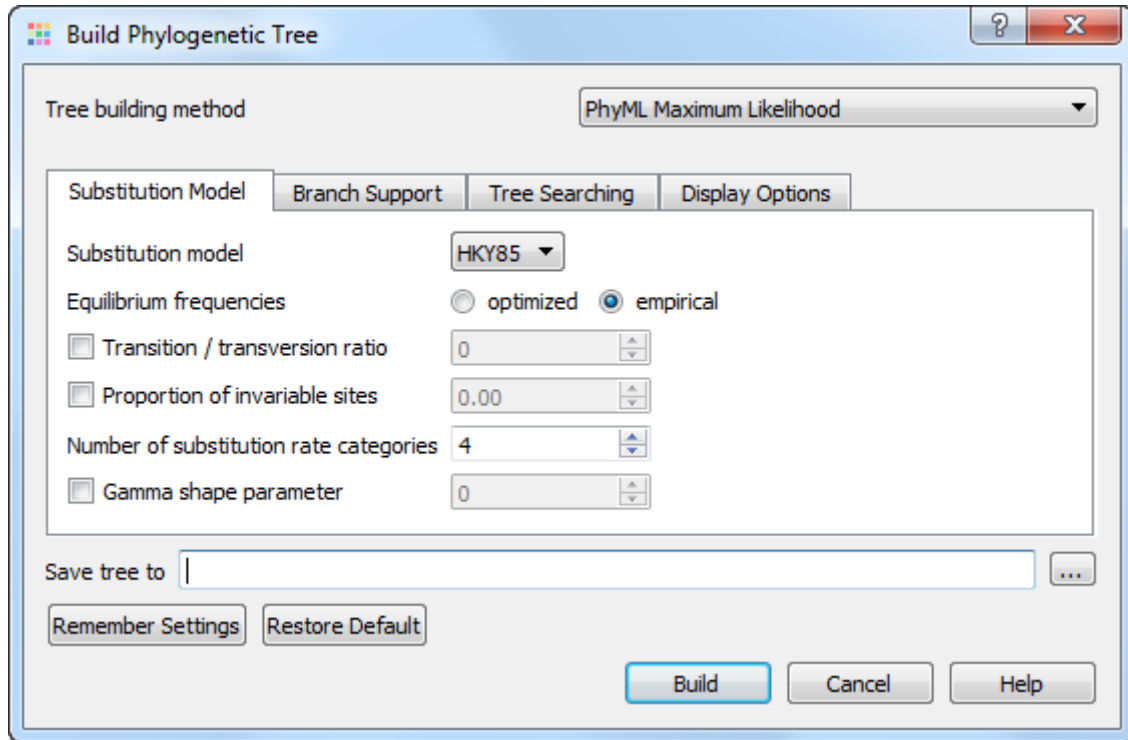 Build Phylogenetic Tree
Tree building method PhyML Maximum Likelihood
Substitution Model Branch Support Tree Searching Display Options
Substitution model HKY85
Equilibrium frequencies optimized empirical
Transition / transversion ratio 0
Proportion of invariable sites 0.00
Number of substitution rate categories 4
Gamma shape parameter 0
Save tree to ...
Remember Settings Restore Default
Build Cancel Help